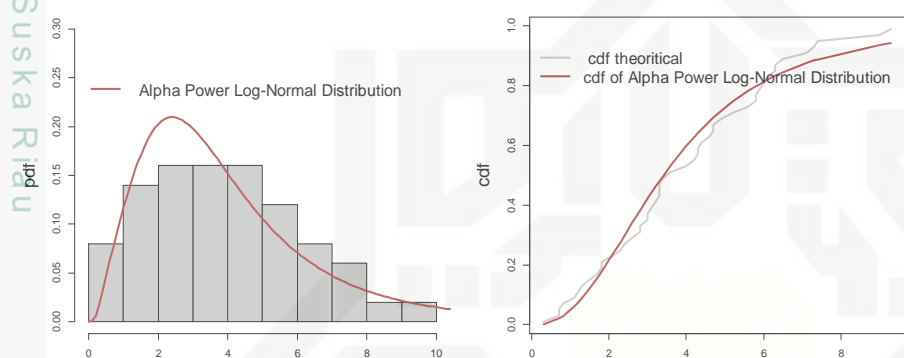 Suska Riau
pdf
0.00 0.05 0.10 0.15 0.20 0.25 0.30
Alpha Power Log-Normal Distribution
0 2 4 6 8 10
cdf
0.0 0.2 0.4 0.6 0.8 1.0
cdf theoritical
cdf of Alpha Power Log-Normal Distribution
0 2 4 6 8